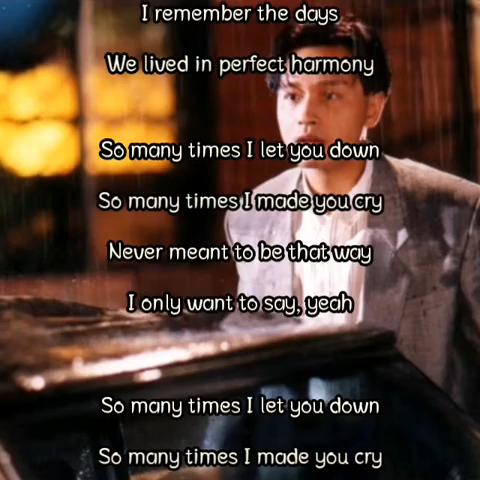 I remember the days
We lived in perfect harmony
So many times I let you down
So many times I made you cry
Never meant to be that way
I only want to say, yeah
So many times I let you down
So many times I made you cry